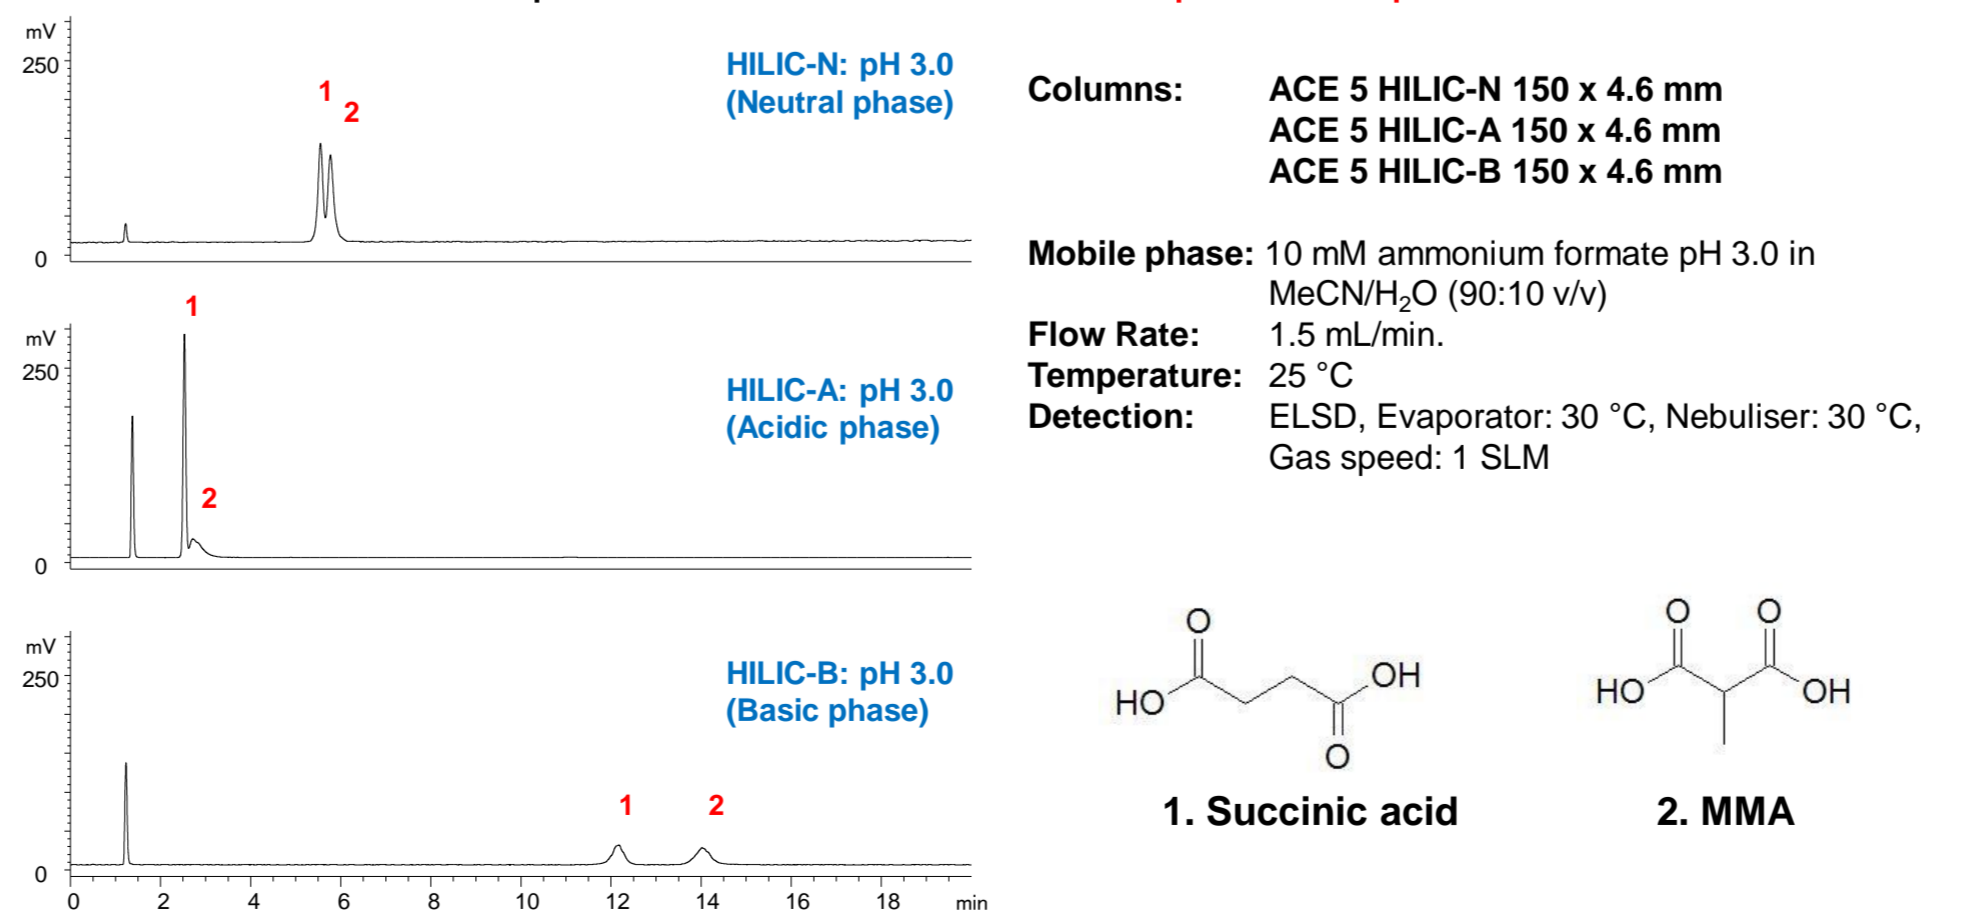 mV
250
0
1
2
HILIC-N: pH 3.0
(Neutral phase)
mV
250
0
1
2
HILIC-A: pH 3.0
(Acidic phase)
mV
250
0
1
2
HILIC-B: pH 3.0
(Basic phase)
0 2 4 6 8 10 12 14 16 18 min
Columns: ACE 5 HILIC-N 150 x 4.6 mm
ACE 5 HILIC-A 150 x 4.6 mm
ACE 5 HILIC-B 150 x 4.6 mm
Mobile phase: 10 mM ammonium formate pH 3.0 in
MeCN/H₂O (90:10 v/v)
Flow Rate: 1.5 mL/min.
Temperature: 25 °C
Detection: ELSD, Evaporator: 30 °C, Nebuliser: 30 °C,
Gas speed: 1 SLM
O
HO
OH
O
1. Succinic acid
O O
HO OH
2. MMA